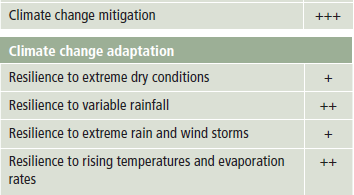 Climate change mitigation +++
Climate change adaptation
Resilience to extreme dry conditions +
Resilience to variable rainfall ++
Resilience to extreme rain and wind storms +
Resilience to rising temperatures and evaporation ++
rates